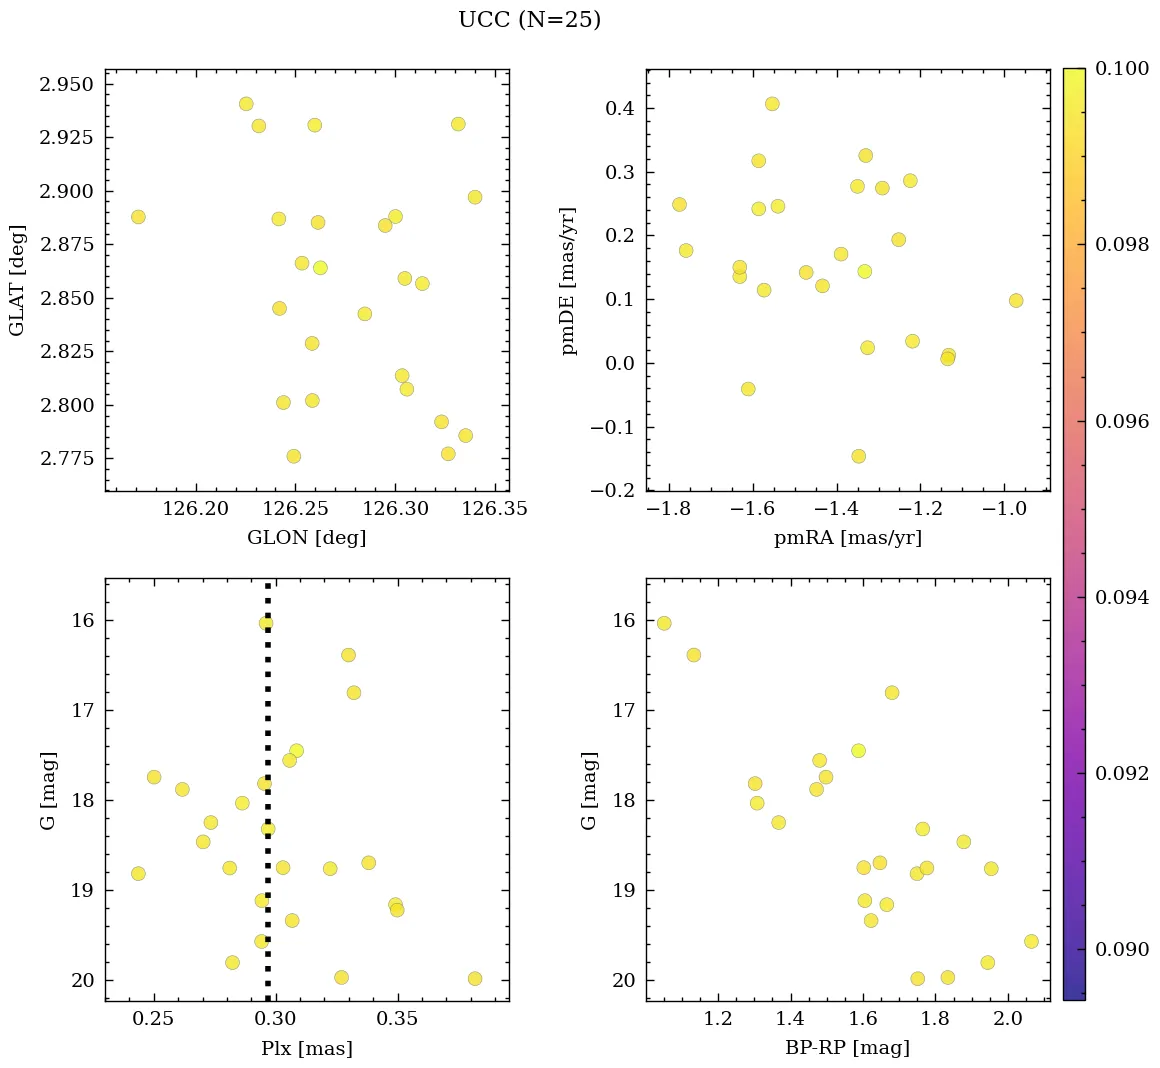 UCC (N=25)
2.950
2.925
2.900
2.875
2.850
2.825
2.800
2.775
GLAT [deg]
126.20 126.25 126.30 126.35
GLON [deg]
0.4
0.3
0.2
0.1
0.0
−0.1
−0.2
pmDE [mas/yr]
−1.8 −1.6 −1.4 −1.2 −1.0
pmRA [mas/yr]
16
17
18
19
20
G [mag]
0.25 0.30 0.35
Plx [mas]
16
17
18
19
20
G [mag]
1.2 1.4 1.6 1.8 2.0
BP-RP [mag]
0.100
0.098
0.096
0.094
0.092
0.090